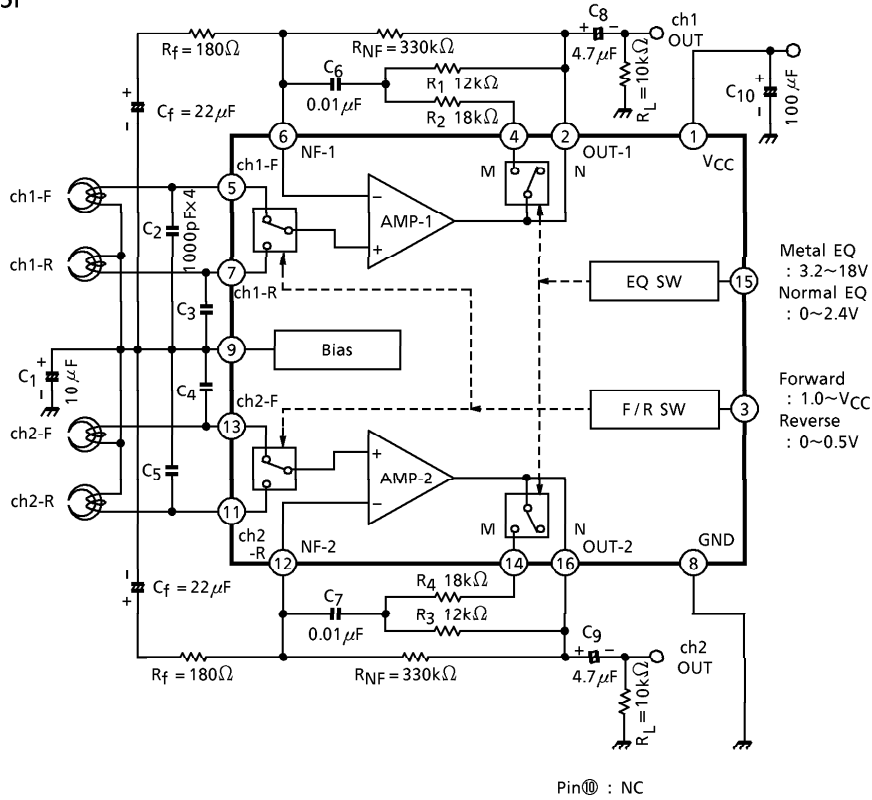 C8
ch1
OUT
Rf = 180Ω
RNF = 330kΩ
4.7μF
RL = 10kΩ
C6
0.01μF
R1 12kΩ
R2 18kΩ
C10
100μF
Cf = 22μF
6
NF-1
4
2
OUT-1
1
VCC
ch1-F
ch1-F
5
M
N
C2
1000pF×4
AMP-1
−
+
ch1-R
7
ch1-R
C3
EQ SW
15
Metal EQ
: 3.2~18V
Normal EQ
: 0~2.4V
C1
10μF
9
Bias
C4
ch2-F
13
ch2-F
F/R SW
3
Forward
: 1.0~VCC
Reverse
: 0~0.5V
C5
AMP-2
+
−
ch2-R
11
ch2
-R
M
N
12
NF-2
14
16
OUT-2
8
GND
Cf = 22μF
C7
0.01μF
R4 18kΩ
R3 12kΩ
C9
4.7μF
ch2
OUT
Rf = 180Ω
RNF = 330kΩ
RL = 10kΩ
Pin⑩ : NC